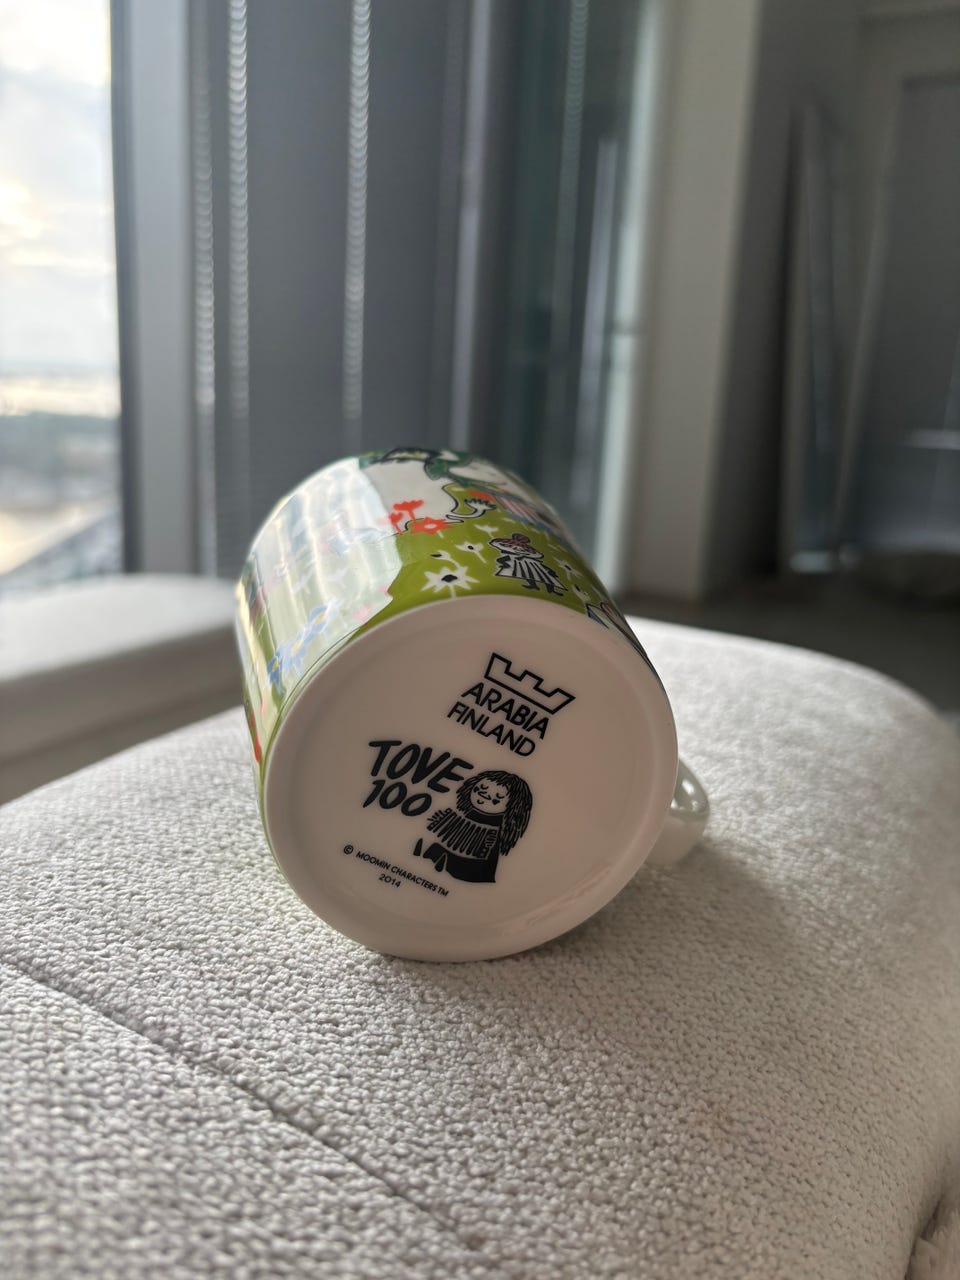 ARABIA
FINLAND
TOVE
100
© MOOMIN CHARACTERS™
2014